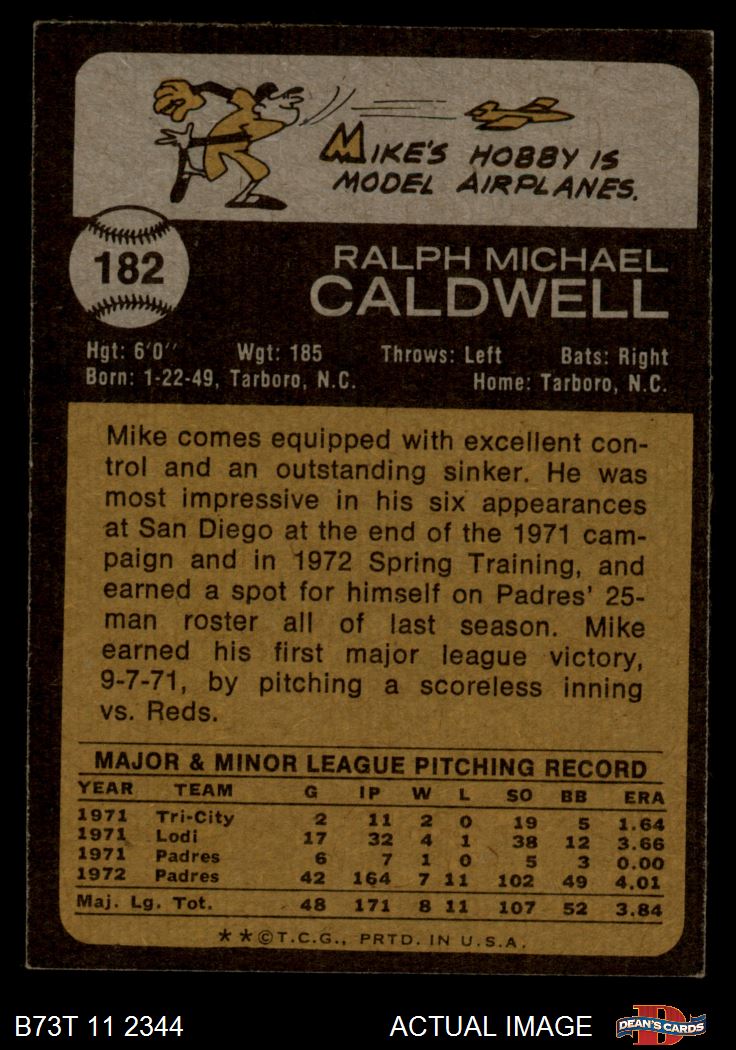 MIKE'S HOBBY IS
MODEL AIRPLANES.
182
RALPH MICHAEL
CALDWELL
Hgt: 6'0'' Wgt: 185 Throws: Left Bats: Right
Born: 1-22-49, Tarboro, N.C. Home: Tarboro, N.C.
Mike comes equipped with excellent con-
trol and an outstanding sinker. He was
most impressive in his six appearances
at San Diego at the end of the 1971 cam-
paign and in 1972 Spring Training, and
earned a spot for himself on Padres' 25-
man roster all of last season. Mike
earned his first major league victory,
9-7-71, by pitching a scoreless inning
vs. Reds.
MAJOR & MINOR LEAGUE PITCHING RECORD
YEAR TEAM G IP W L SO BB ERA
1971 Tri-City 2 11 2 0 19 5 1.64
1971 Lodi 17 32 4 1 38 12 3.66
1971 Padres 6 7 1 0 5 3 0.00
1972 Padres 42 164 7 11 102 49 4.01
Maj. Lg. Tot. 48 171 8 11 107 52 3.84
**©T.C.G., PRTD. IN U.S.A.
B73T 11 2344 ACTUAL IMAGE D DEAN'S CARDS